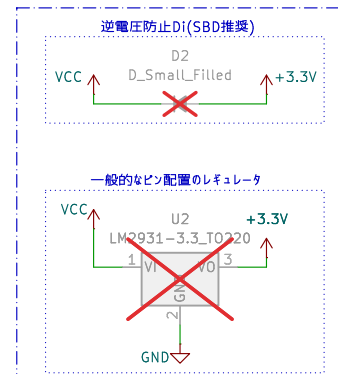 逆電圧防止Di(SBD推奨)
D2
D_Small_Filled
VCC
+3.3V
一般的なピン配置のレギュレータ
VCC
U2
+3.3V
LM2931-3.3_TO220
1
VI
VO
3
GND
2
GND